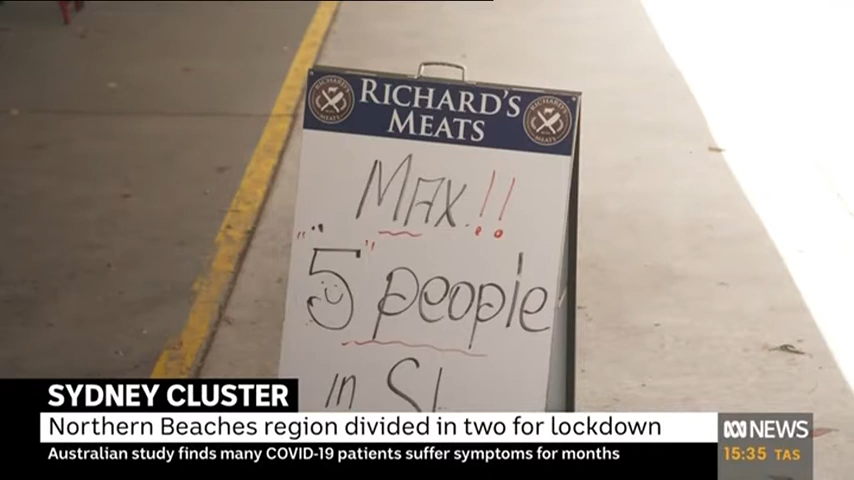 RICHARD'S
MEATS
MAX.!!
"5" people
in
SYDNEY CLUSTER
Northern Beaches region divided in two for lockdown
Australian study finds many COVID-19 patients suffer symptoms for months
NEWS
15:35 TAS